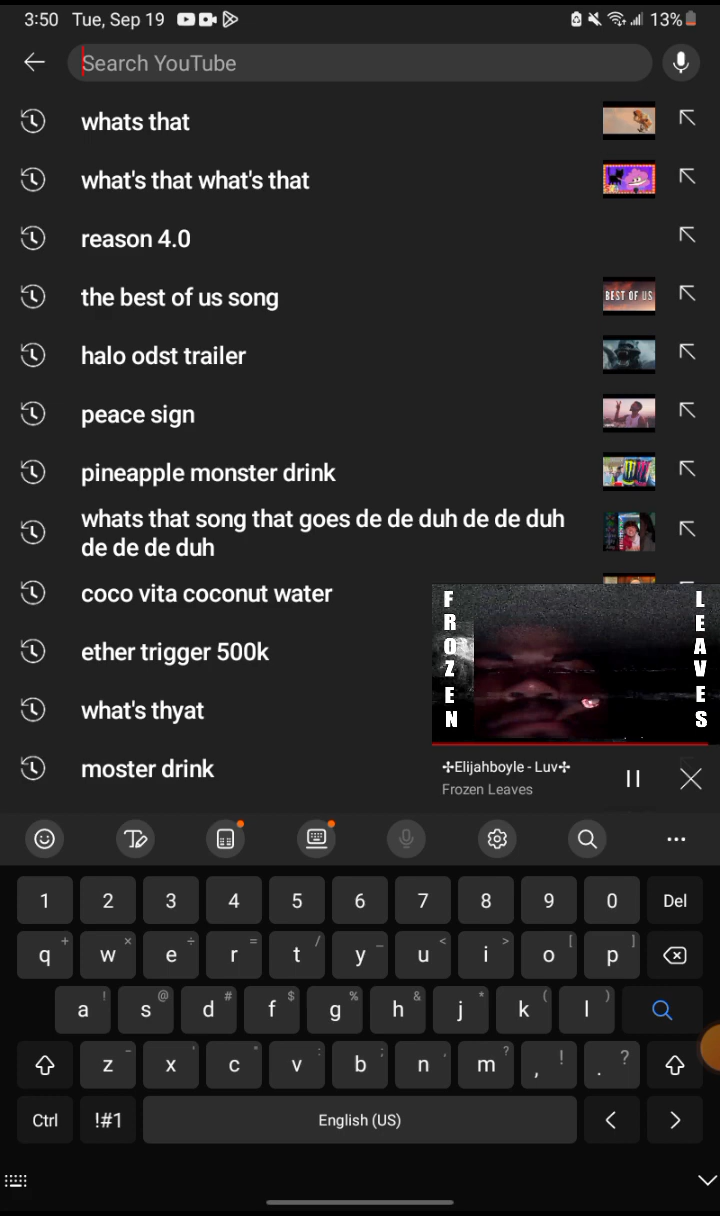 3:50 Tue, Sep 19 13%
Search YouTube
whats that
what's that what's that
reason 4.0
the best of us song
BEST OF US
halo odst trailer
peace sign
pineapple monster drink
whats that song that goes de de duh de de duh
de de de duh
coco vita coconut water
ether trigger 500k
what's thyat
moster drink
FROZEN
LEAVES
✢Elijahboyle - Luv✢
Frozen Leaves
1 2 3 4 5 6 7 8 9 0 Del
+ × ÷ = / _ < > [ ]
q w e r t y u i o p
! @ # $ % & * ( )
a s d f g h j k l
- ' " : ; , ?
z x c v b n m , ! . ?
Ctrl !#1 English (US) < >